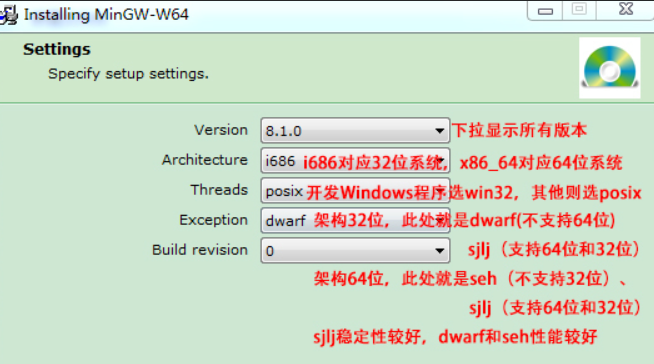 Installing MinGW-W64
Settings
Specify setup settings.
Version 8.1.0 下拉显示所有版本
Architecture i686 i686对应32位系统，x86_64对应64位系统
Threads posix 开发Windows程序选win32，其他则选posix
Exception dwarf 架构32位，此处就是dwarf(不支持64位)
Build revision 0 sjlj（支持64位和32位）
架构64位，此处就是seh（不支持32位）、
sjlj（支持64位和32位）
sjlj稳定性较好，dwarf和seh性能较好